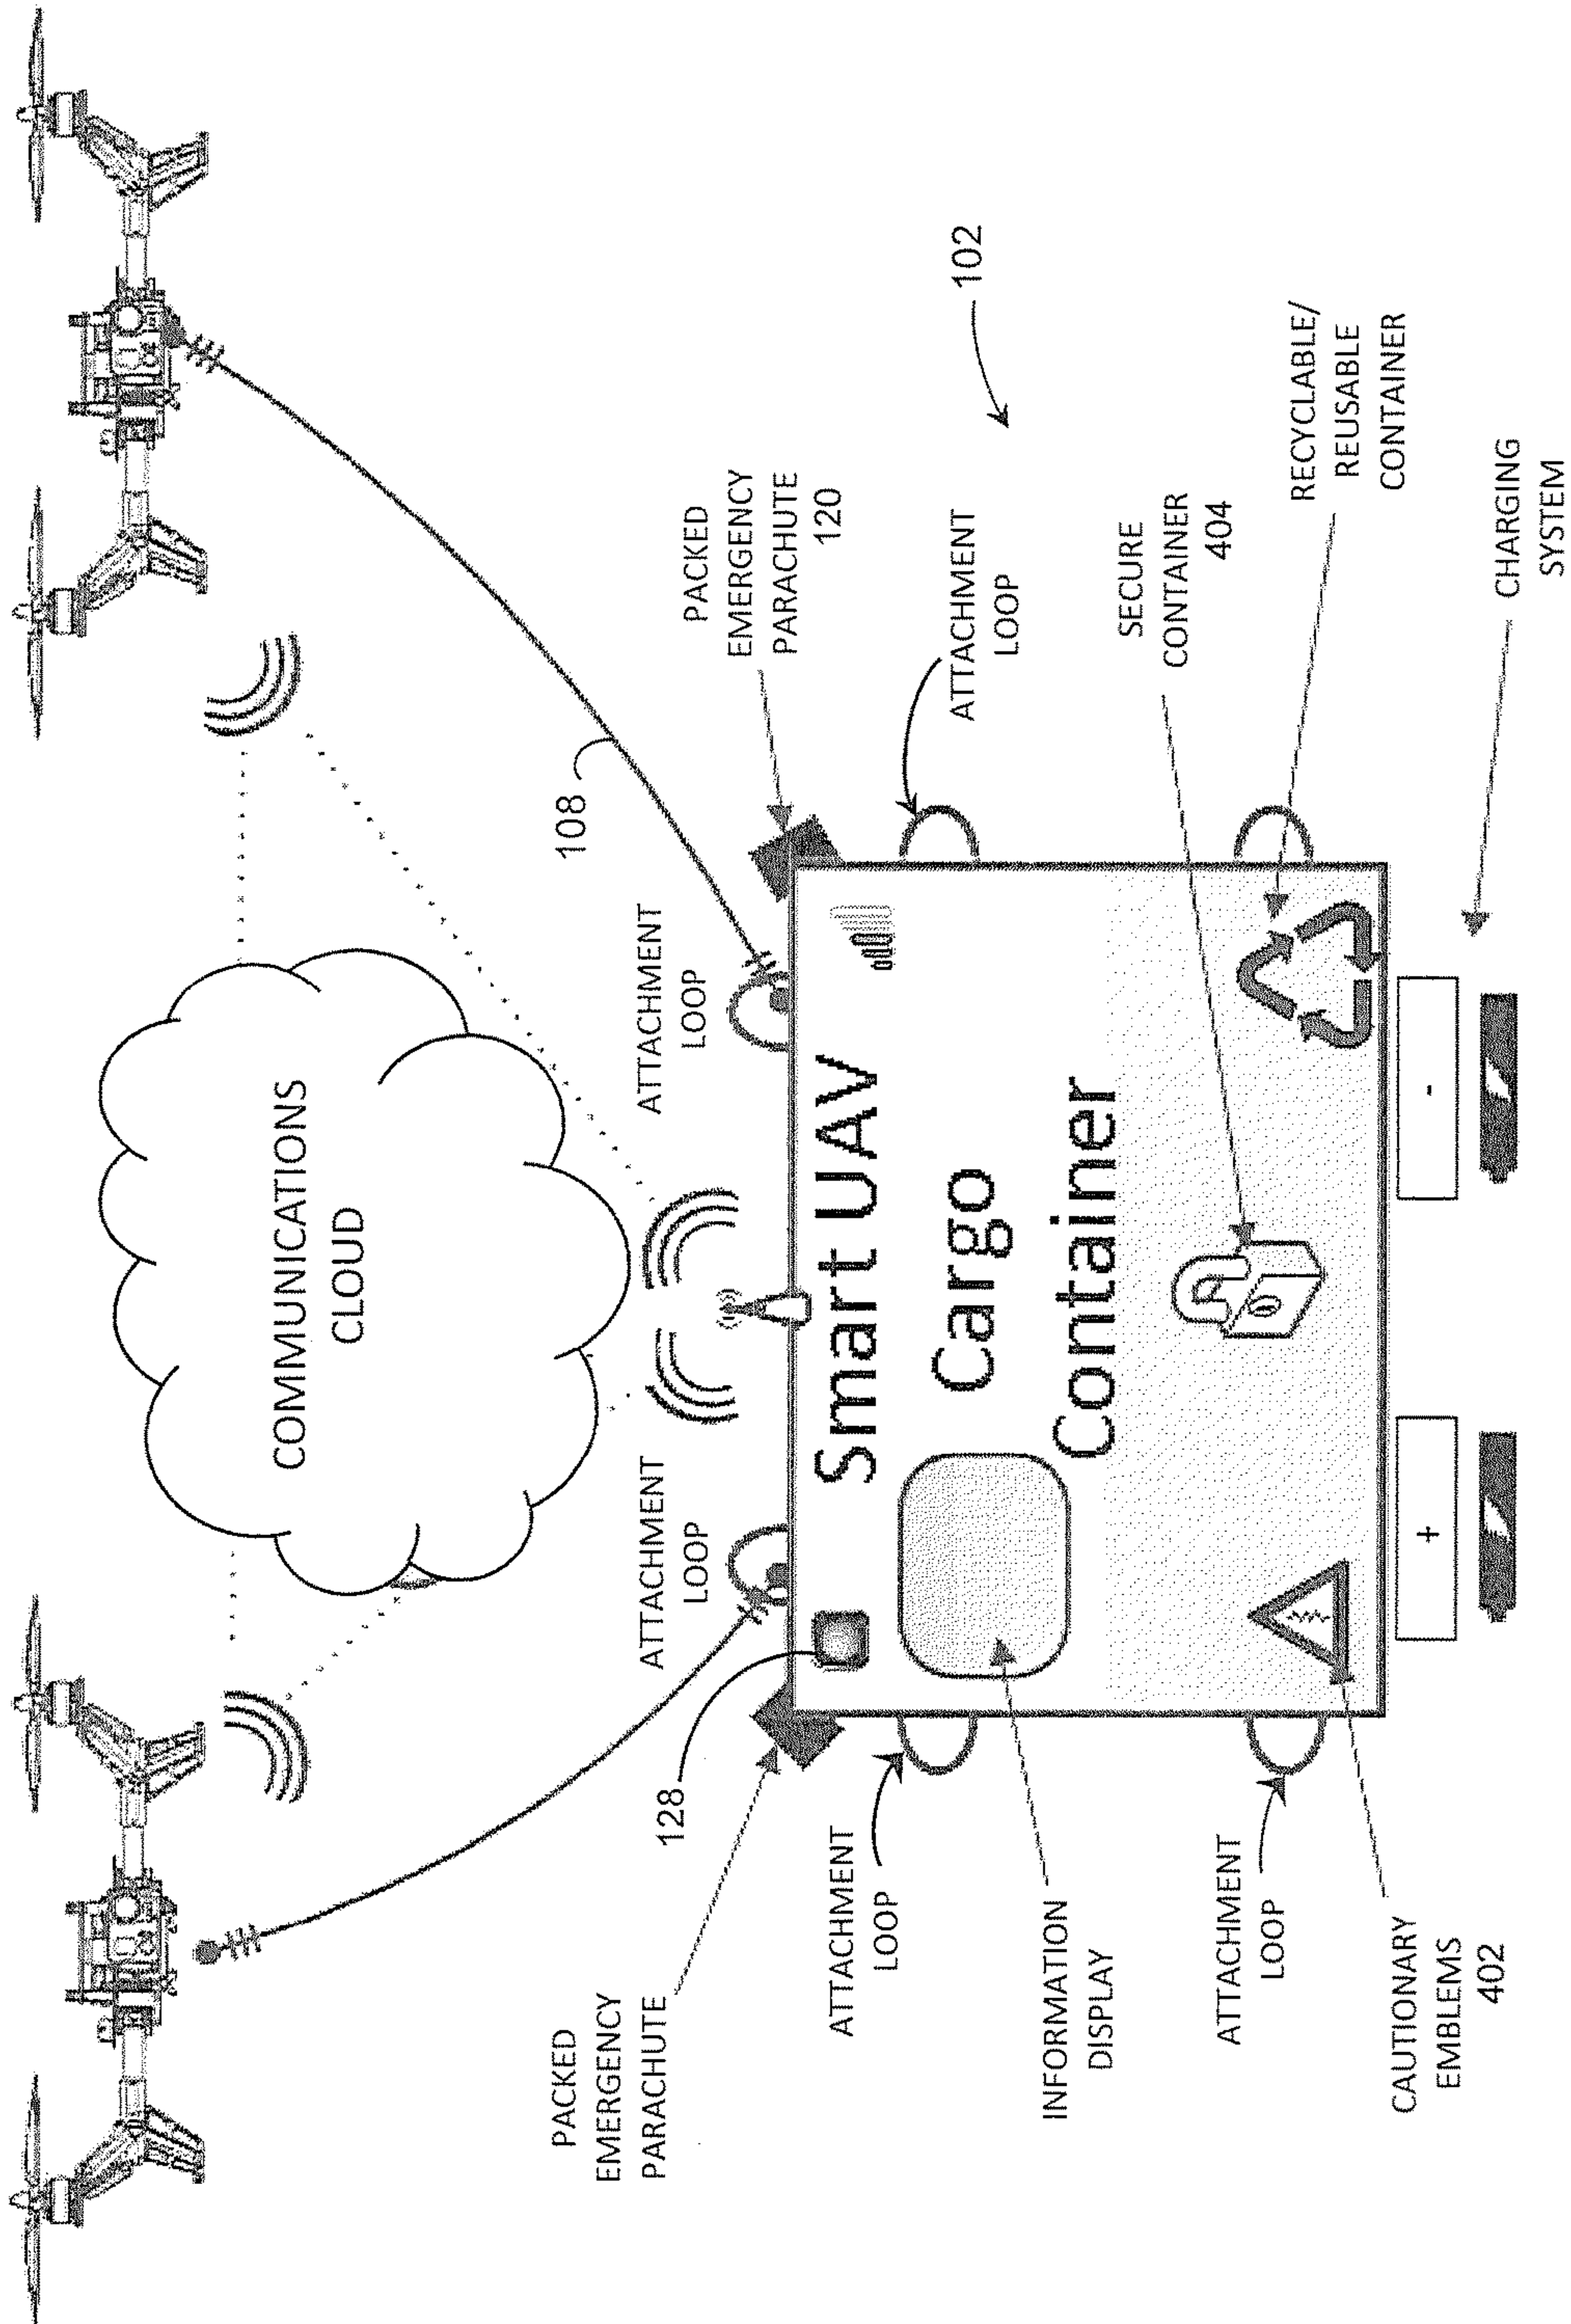 COMMUNICATIONS
CLOUD
108
102
ATTACHMENT
LOOP
ATTACHMENT
LOOP
128
PACKED
EMERGENCY
PARACHUTE
PACKED
EMERGENCY
PARACHUTE
120
ATTACHMENT
LOOP
ATTACHMENT
LOOP
Smart UAV
Cargo
Container
INFORMATION
DISPLAY
SECURE
CONTAINER
404
ATTACHMENT
LOOP
RECYCLABLE/
REUSABLE
CONTAINER
CAUTIONARY
EMBLEMS
402
+
-
CHARGING
SYSTEM